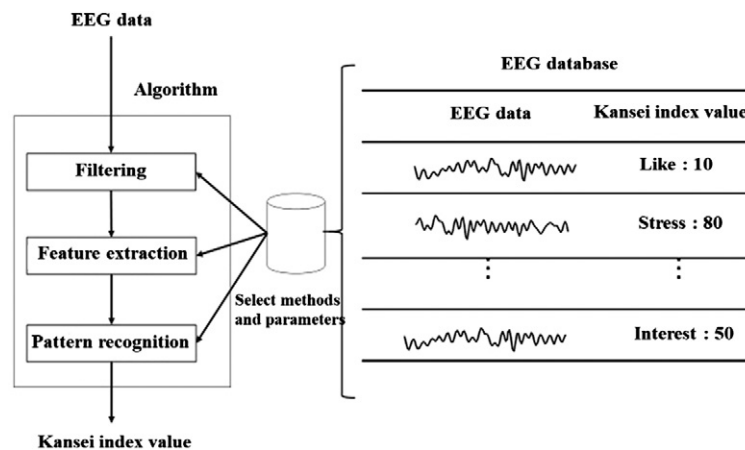 EEG data
Algorithm
Filtering
Feature extraction
Pattern recognition
Kansei index value
Select methods
and parameters
EEG database
EEG data Kansei index value
Like : 10
Stress : 80
Interest : 50